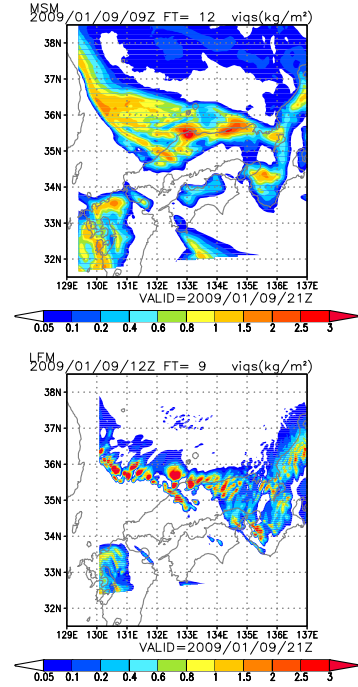 MSM
2009/01/09/09Z FT= 12 viqs(kg/m²)
38N
37N
36N
35N
34N
33N
32N
129E 130E 131E 132E 133E 134E 135E 136E 137E
VALID=2009/01/09/21Z
0.05 0.1 0.2 0.4 0.6 0.8 1 1.5 2 2.5 3
LFM
2009/01/09/12Z FT= 9 viqs(kg/m²)
38N
37N
36N
35N
34N
33N
32N
129E 130E 131E 132E 133E 134E 135E 136E 137E
VALID=2009/01/09/21Z
0.05 0.1 0.2 0.4 0.6 0.8 1 1.5 2 2.5 3